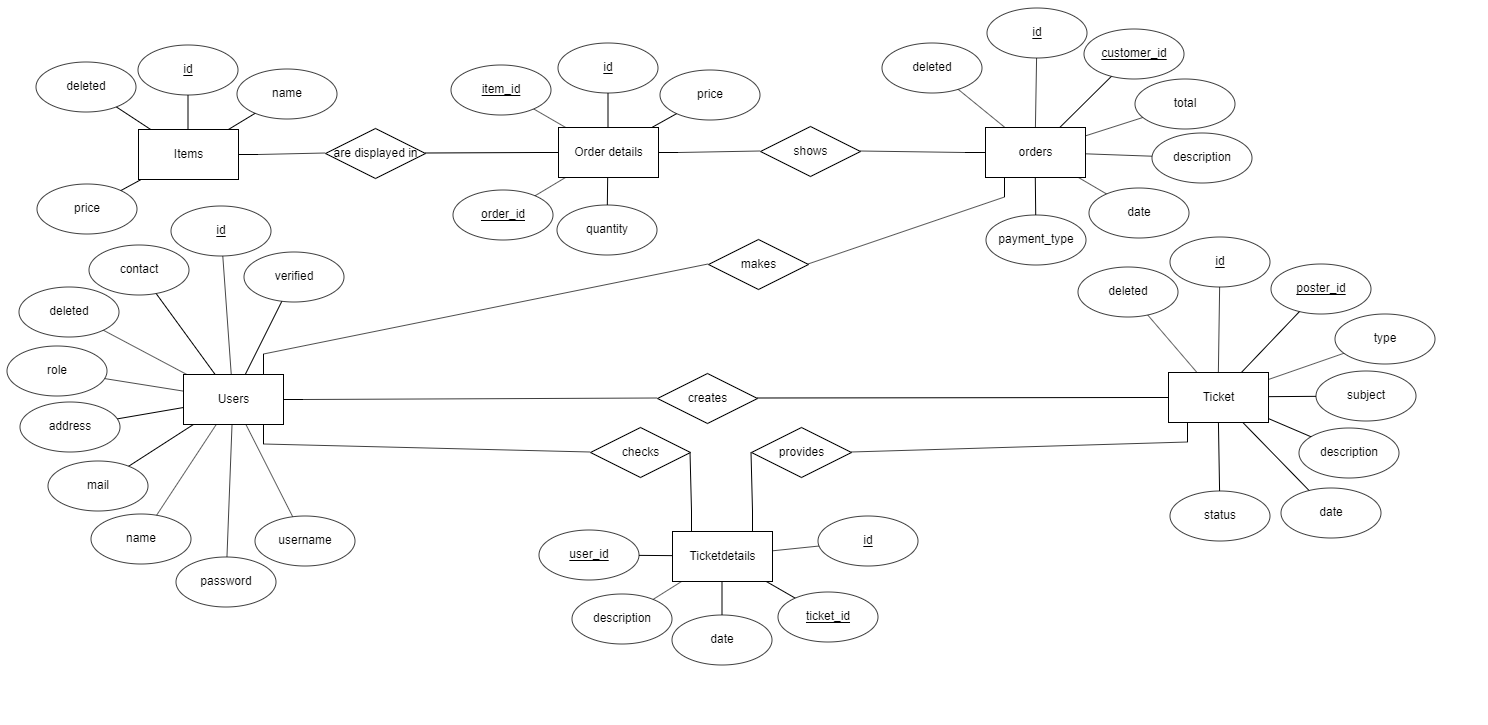 id
deleted
name
Items
price
are displayed in
id
item_id
price
Order details
order_id
quantity
shows
id
customer_id
deleted
total
orders
description
date
payment_type
makes
id
contact
verified
deleted
role
Users
address
mail
name
username
password
creates
checks
provides
id
deleted
poster_id
type
Ticket
subject
description
status
date
Ticketdetails
user_id
id
description
ticket_id
date